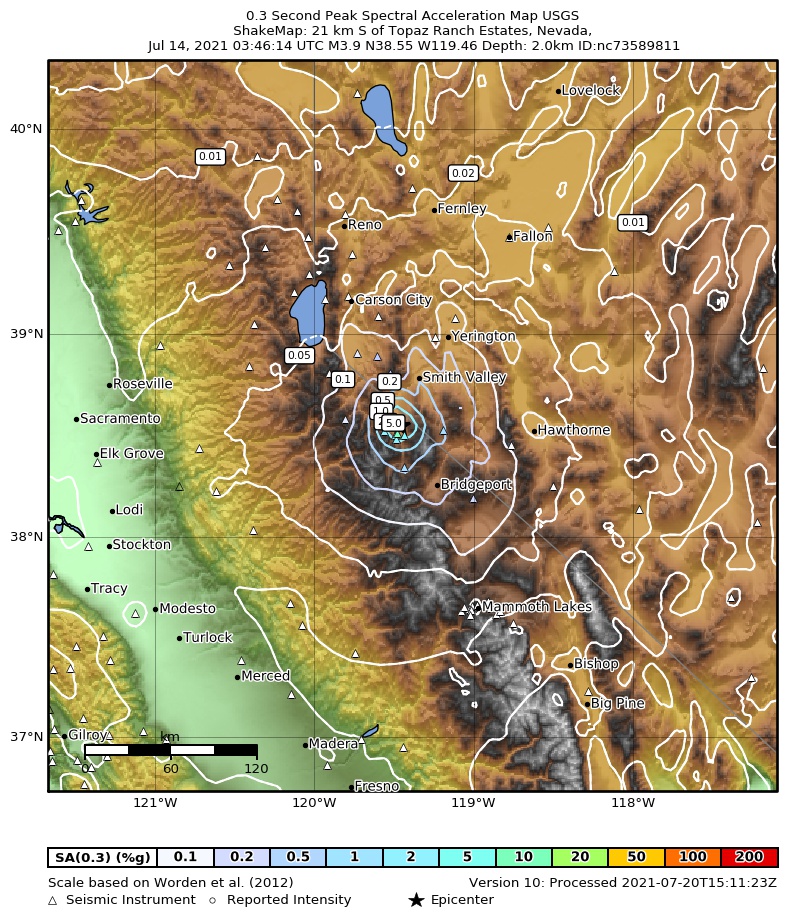 0.3 Second Peak Spectral Acceleration Map USGS
ShakeMap: 21 km S of Topaz Ranch Estates, Nevada,
Jul 14, 2021 03:46:14 UTC M3.9 N38.55 W119.46 Depth: 2.0km ID:nc73589811
Lovelock
40°N
0.01
0.02
Fernley
0.01
Reno
Fallon
Carson City
39°N
Yerington
0.05
0.1
0.2
Smith Valley
Roseville
0.5
1.0
5.0
Sacramento
Hawthorne
Elk Grove
Bridgeport
Lodi
38°N
Stockton
Tracy
Modesto
Mammoth Lakes
Turlock
Bishop
Merced
Big Pine
37°N
Gilroy
km
Madera
0 60 120
Fresno
121°W 120°W 119°W 118°W
SA(0.3) (%g) 0.1 0.2 0.5 1 2 5 10 20 50 100 200
Scale based on Worden et al. (2012) Version 10: Processed 2021-07-20T15:11:23Z
△ Seismic Instrument ○ Reported Intensity ★ Epicenter